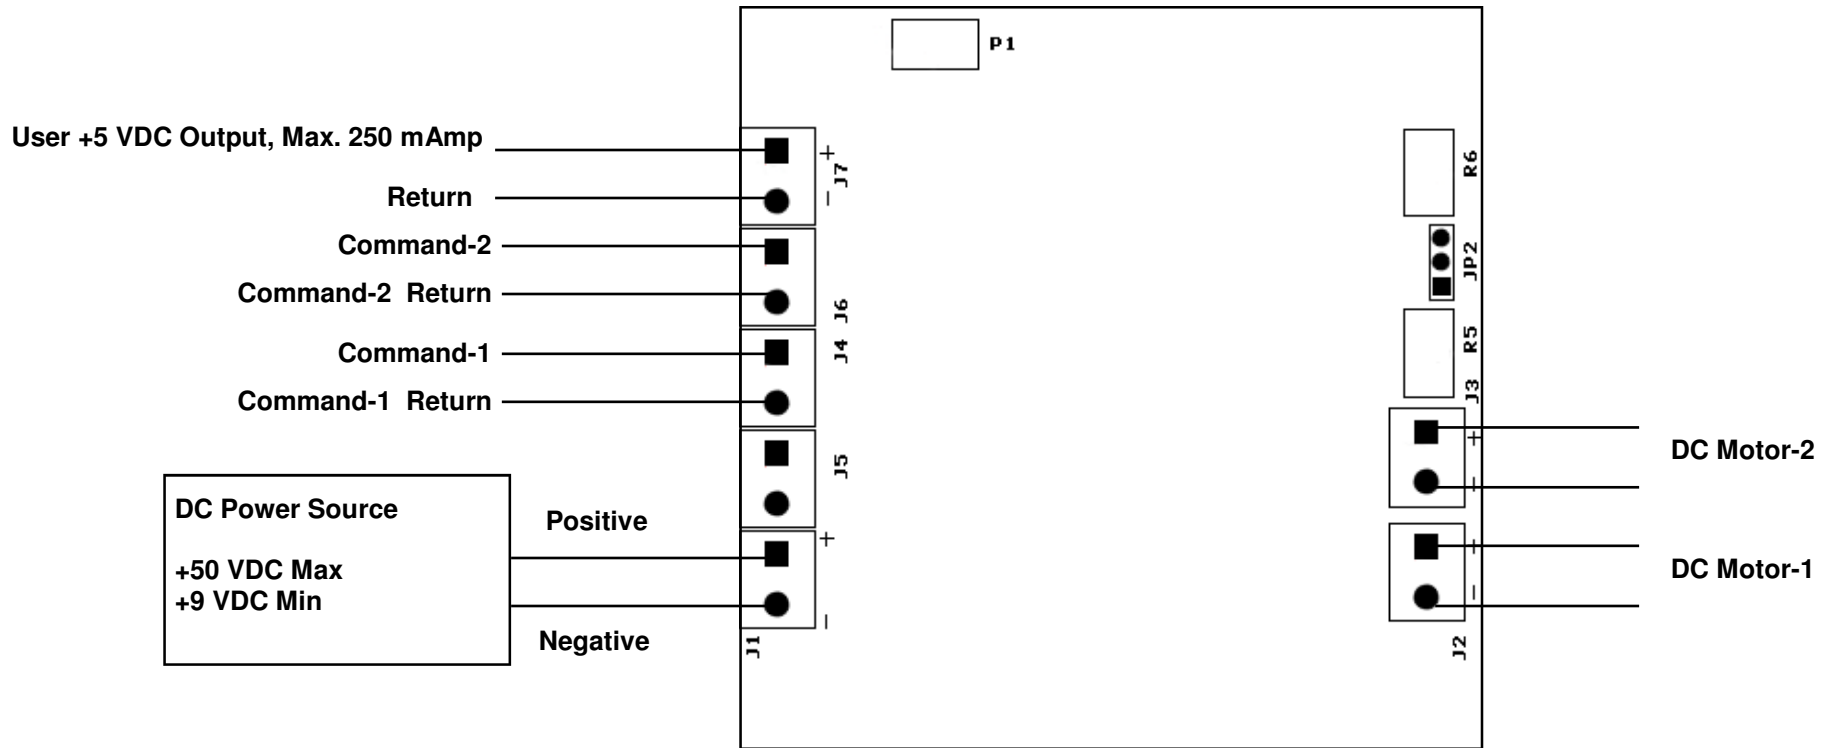 P1
User +5 VDC Output, Max. 250 mAmp
+
J7
Return
−
Command-2
Command-2 Return
J6
Command-1
J4
Command-1 Return
J5
DC Power Source
+50 VDC Max
+9 VDC Min
Positive
+
Negative
−
J1
R6
JP2
R5
J3
+
DC Motor-2
+
DC Motor-1
−
J2